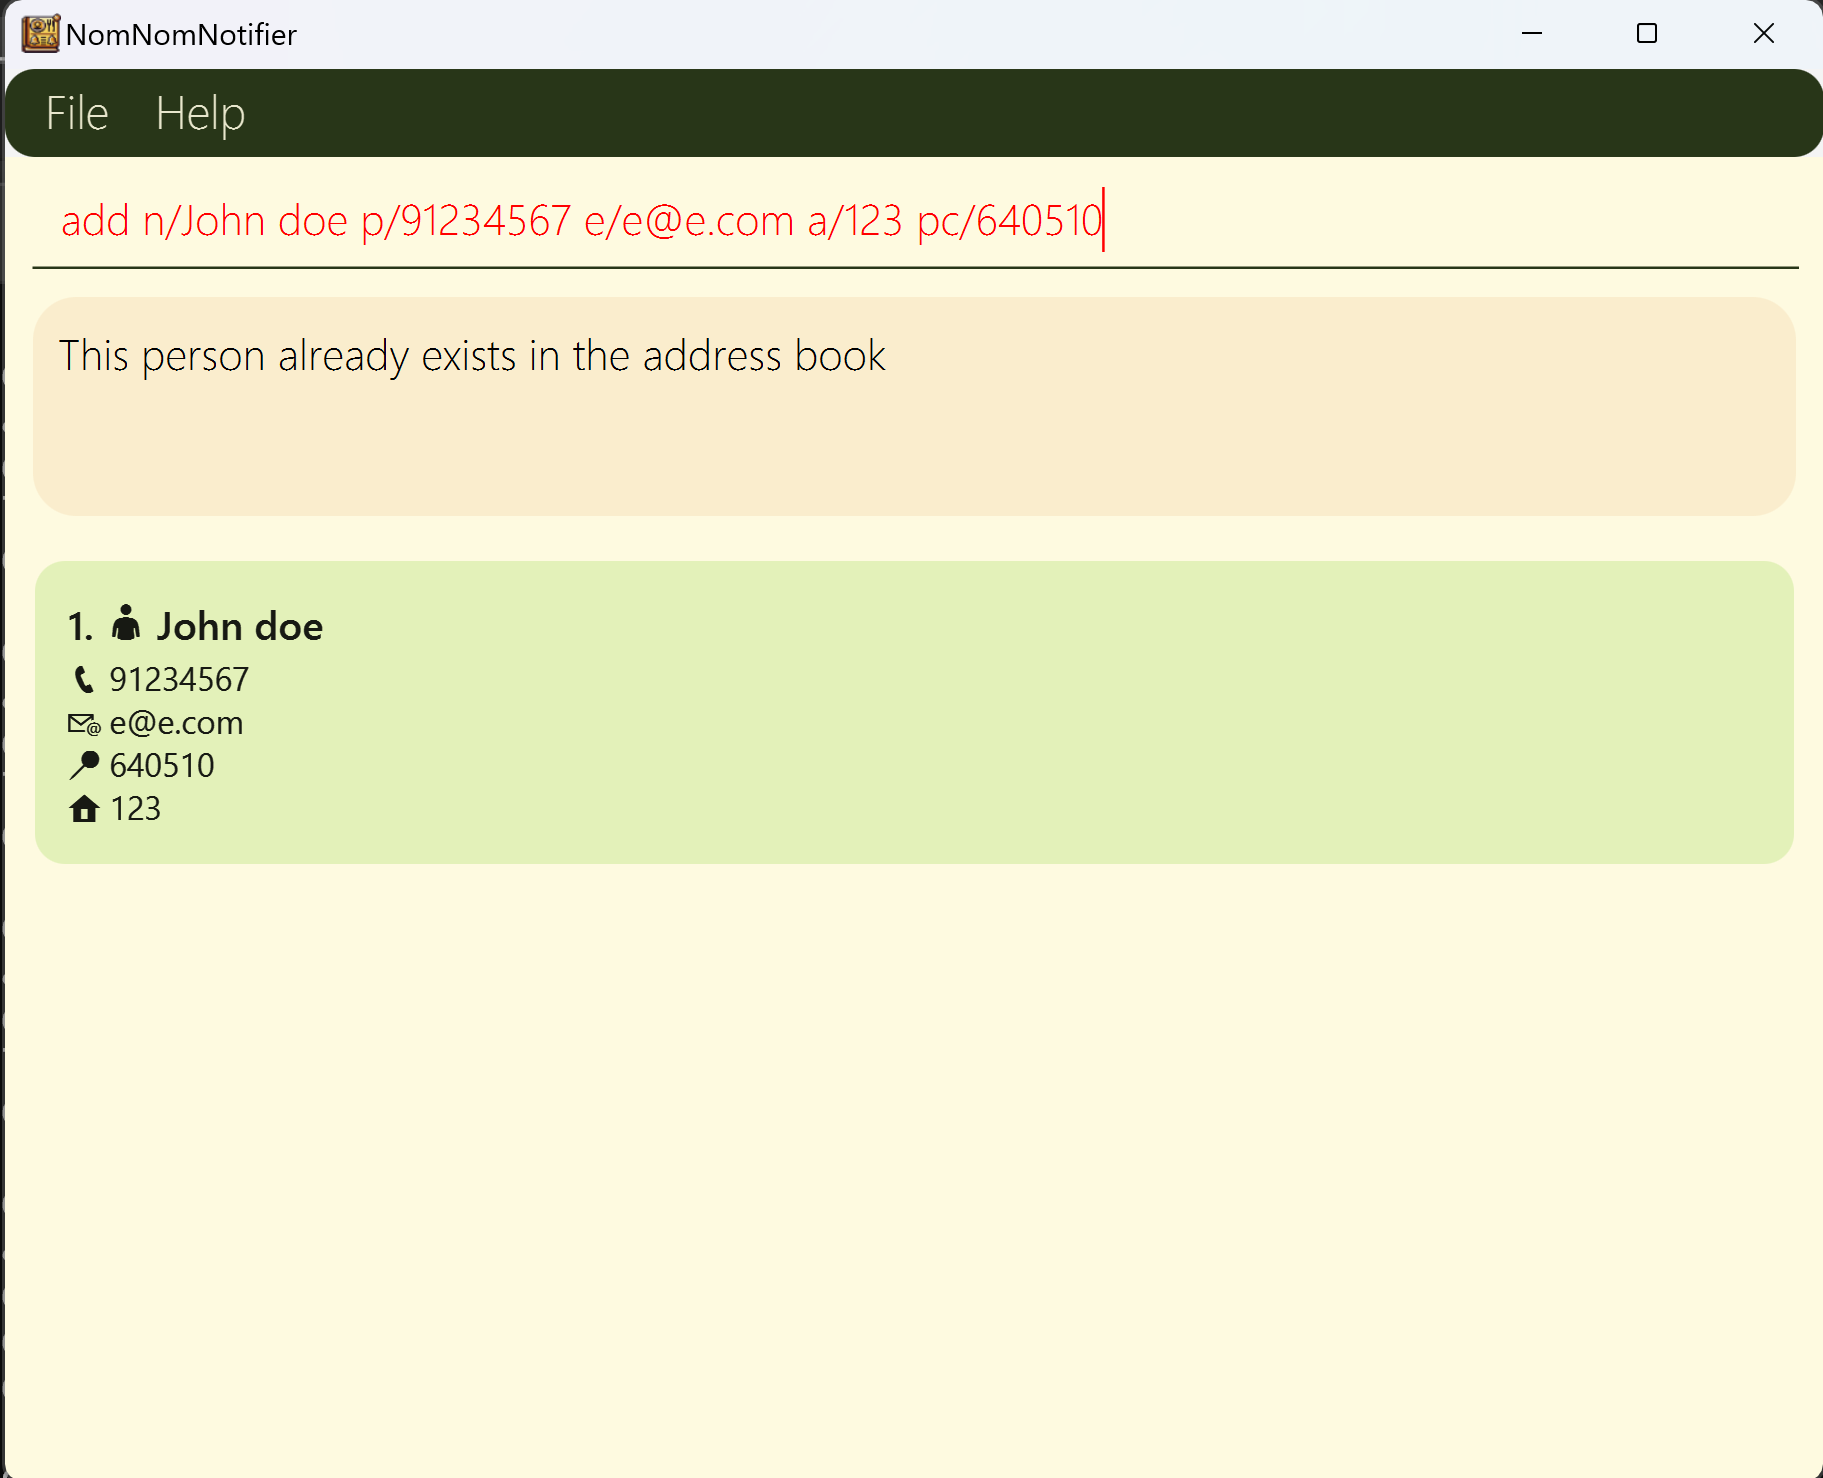 NomNomNotifier
File Help
add n/John doe p/91234567 e/e@e.com a/123 pc/640510
This person already exists in the address book
1. John doe
91234567
e@e.com
640510
123